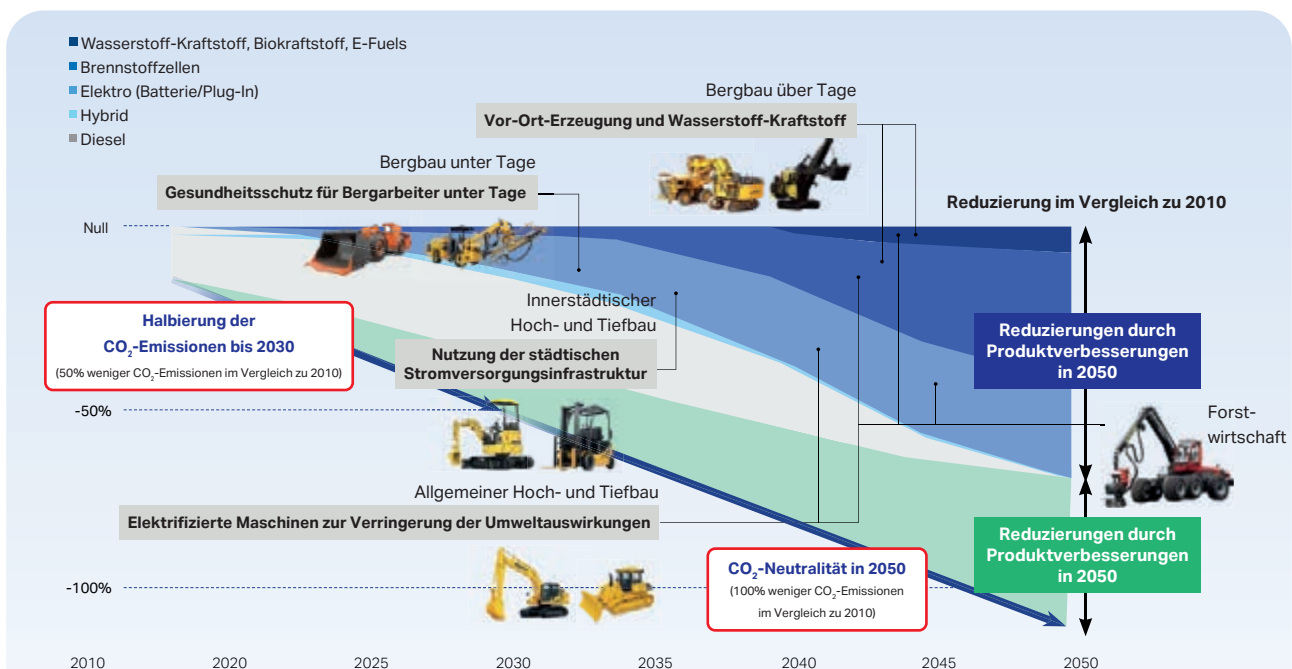 Wasserstoff-Kraftstoff, Biokraftstoff, E-Fuels
Brennstoffzellen
Elektro (Batterie/Plug-In)
Hybrid
Diesel
Bergbau über Tage
Vor-Ort-Erzeugung und Wasserstoff-Kraftstoff
Bergbau unter Tage
Gesundheitsschutz für Bergarbeiter unter Tage
Reduzierung im Vergleich zu 2010
Null
Halbierung der
CO₂-Emissionen bis 2030
(50% weniger CO₂-Emissionen im Vergleich zu 2010)
Innerstädtischer
Hoch- und Tiefbau
Nutzung der städtischen
Stromversorgungsinfrastruktur
Reduzierungen durch
Produktverbesserungen
in 2050
-50%
Forst-
wirtschaft
Allgemeiner Hoch- und Tiefbau
Elektrifizierte Maschinen zur Verringerung der Umweltauswirkungen
Reduzierungen durch
Produktverbesserungen
in 2050
-100%
CO₂-Neutralität in 2050
(100% weniger CO₂-Emissionen
im Vergleich zu 2010)
2010 2020 2025 2030 2035 2040 2045 2050